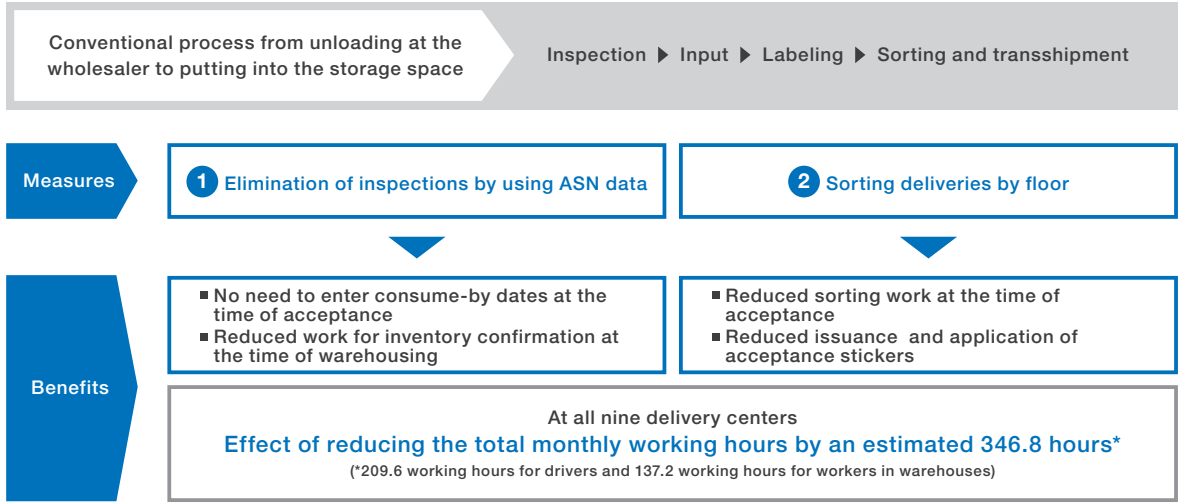 Conventional process from unloading at the
wholesaler to putting into the storage space
Inspection ▶ Input ▶ Labeling ▶ Sorting and transshipment
Measures
1 Elimination of inspections by using ASN data
2 Sorting deliveries by floor
Benefits
■ No need to enter consume-by dates at the
time of acceptance
■ Reduced work for inventory confirmation at
the time of warehousing
■ Reduced sorting work at the time of
acceptance
■ Reduced issuance and application of
acceptance stickers
At all nine delivery centers
Effect of reducing the total monthly working hours by an estimated 346.8 hours*
(*209.6 working hours for drivers and 137.2 working hours for workers in warehouses)